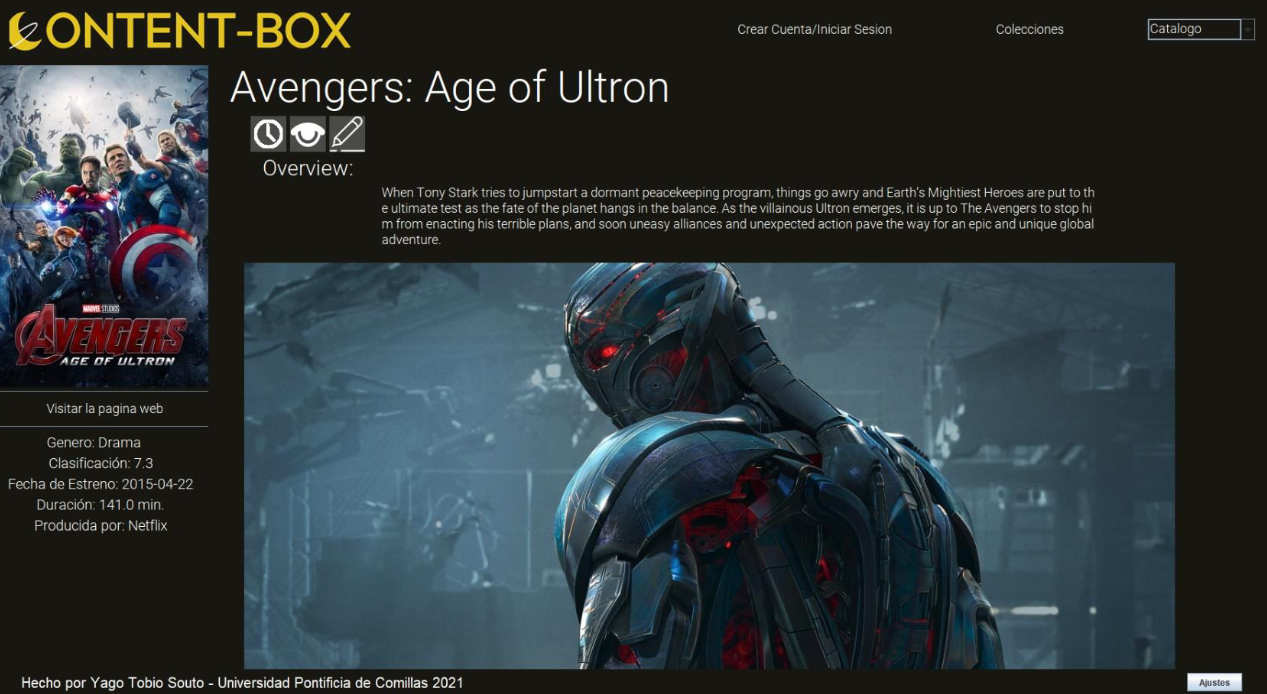 CONTENT-BOX
Crear Cuenta/Iniciar Sesion
Colecciones
Catalogo
Avengers: Age of Ultron
Overview:
When Tony Stark tries to jumpstart a dormant peacekeeping program, things go awry and Earth's Mightiest Heroes are put to th
e ultimate test as the fate of the planet hangs in the balance. As the villainous Ultron emerges, it is up to The Avengers to stop hi
m from enacting his terrible plans, and soon uneasy alliances and unexpected action pave the way for an epic and unique global
adventure.
MARVEL STUDIOS
AVENGERS
AGE OF ULTRON
Visitar la pagina web
Genero: Drama
Clasificación: 7.3
Fecha de Estreno: 2015-04-22
Duración: 141.0 min.
Producida por: Netflix
Hecho por Yago Tobio Souto - Universidad Pontificia de Comillas 2021
Ajustes